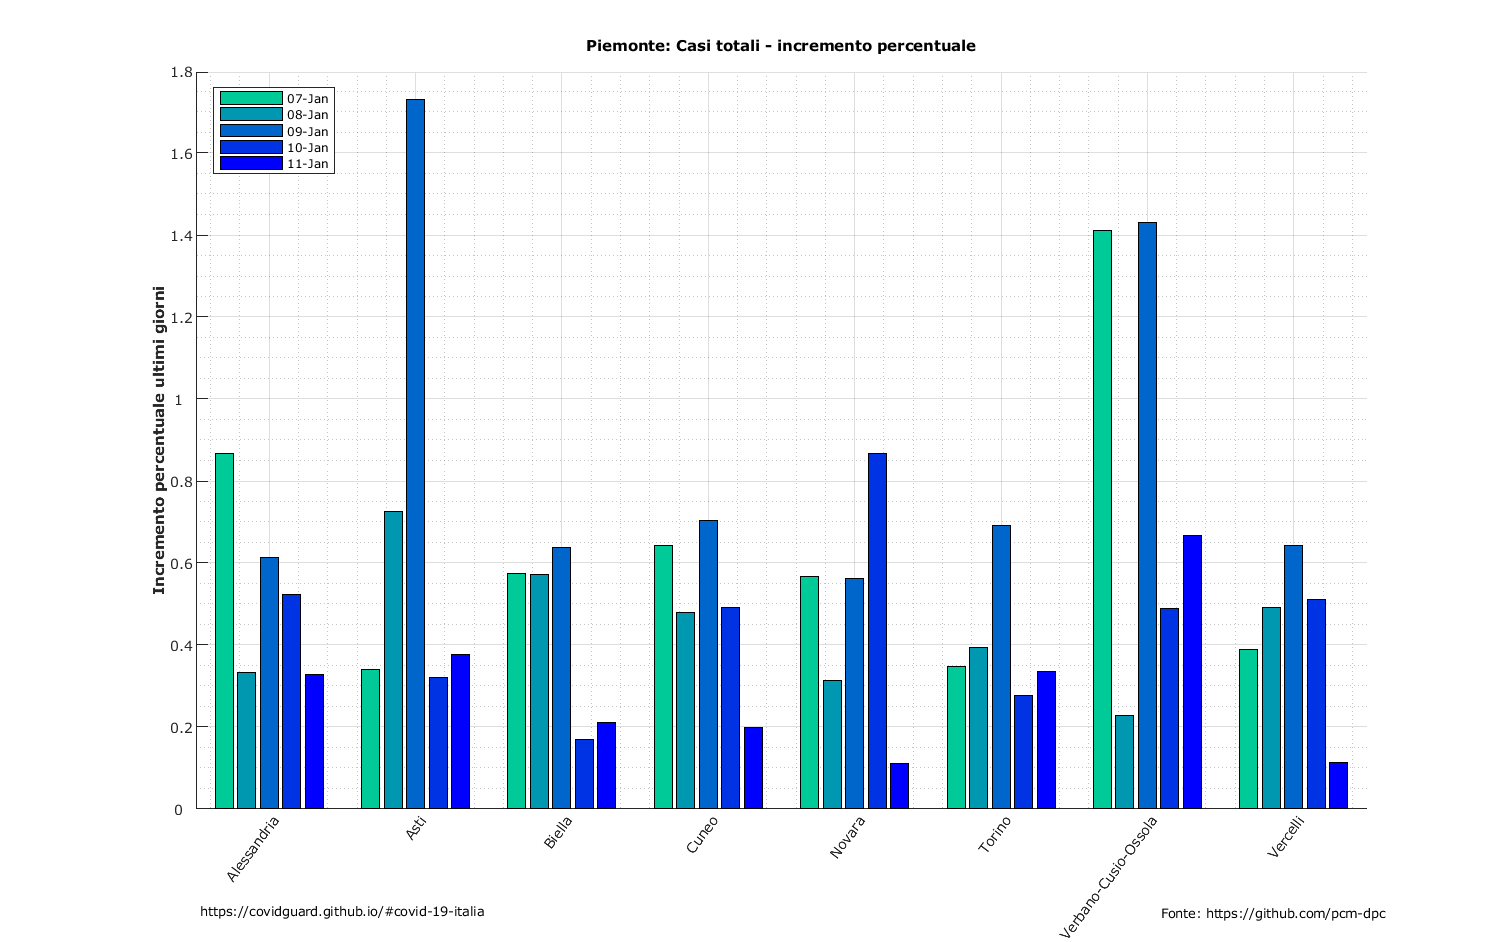 Piemonte: Casi totali - incremento percentuale
Incremento percentuale ultimi giorni
1.8
1.6
1.4
1.2
1
0.8
0.6
0.4
0.2
0
07-Jan
08-Jan
09-Jan
10-Jan
11-Jan
Alessandria
Asti
Biella
Cuneo
Novara
Torino
Verbano-Cusio-Ossola
Vercelli
https://covidguard.github.io/#covid-19-italia
Fonte: https://github.com/pcm-dpc